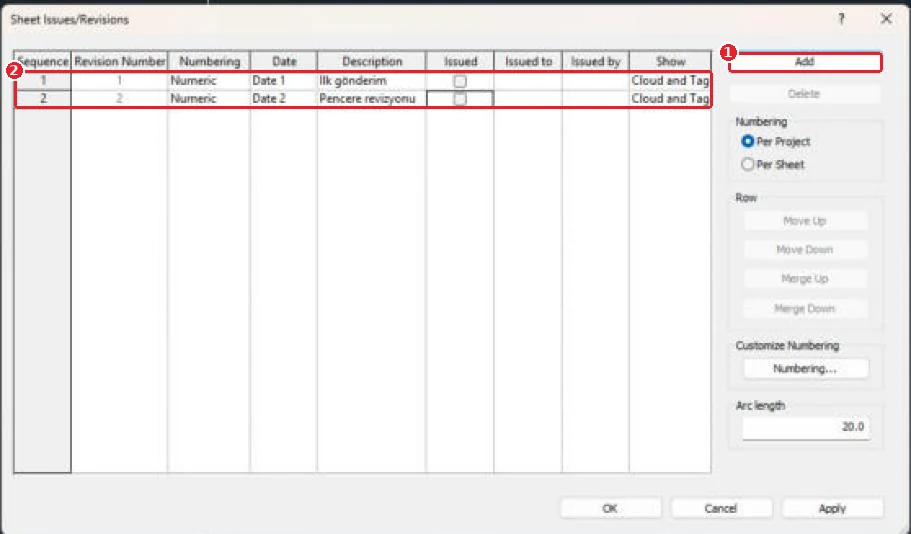 Sheet Issues/Revisions ? ×
1
Sequence Revision Number Numbering Date Description Issued Issued to Issued by Show Add
2
1 1 Numeric Date 1 İlk gönderim Cloud and Tag
2 2 Numeric Date 2 Pencere revizyonu Cloud and Tag
Delete
Numbering
Per Project
Per Sheet
Row
Move Up
Move Down
Merge Up
Merge Down
Customize Numbering
Numbering...
Arc length
20.0
OK Cancel Apply